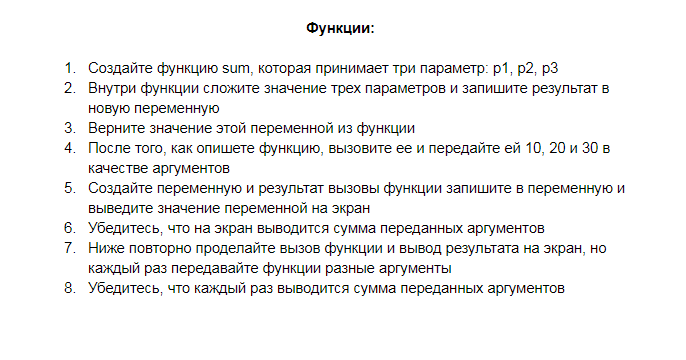 Функции:
1. Создайте функцию sum, которая принимает три параметр: p1, p2, p3
2. Внутри функции сложите значение трех параметров и запишите результат в
новую переменную
3. Верните значение этой переменной из функции
4. После того, как опишете функцию, вызовите ее и передайте ей 10, 20 и 30 в
качестве аргументов
5. Создайте переменную и результат вызовы функции запишите в переменную и
выведите значение переменной на экран
6. Убедитесь, что на экран выводится сумма переданных аргументов
7. Ниже повторно проделайте вызов функции и вывод результата на экран, но
каждый раз передавайте функции разные аргументы
8. Убедитесь, что каждый раз выводится сумма переданных аргументов